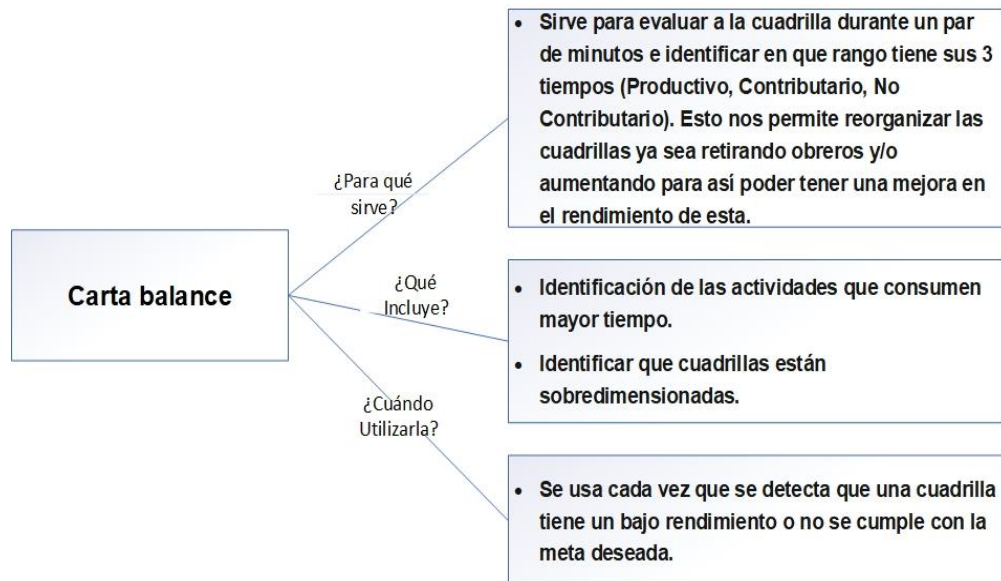 • Sirve para evaluar a la cuadrilla durante un par
de minutos e identificar en que rango tiene sus 3
tiempos (Productivo, Contributario, No
Contributario). Esto nos permite reorganizar las
cuadrillas ya sea retirando obreros y/o
aumentando para así poder tener una mejora en
el rendimiento de esta.
¿Para qué
sirve?
Carta balance
¿Qué
Incluye?
• Identificación de las actividades que consumen
mayor tiempo.
• Identificar que cuadrillas están
sobredimensionadas.
¿Cuándo
Utilizarla?
• Se usa cada vez que se detecta que una cuadrilla
tiene un bajo rendimiento o no se cumple con la
meta deseada.